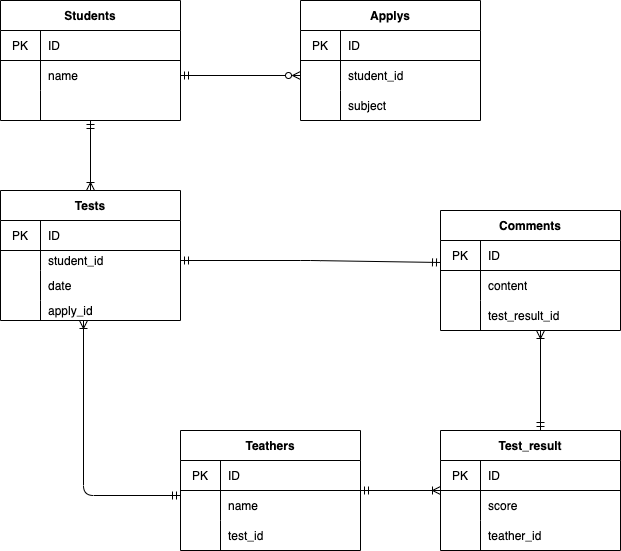 Students
PK ID
name
Applys
PK ID
student_id
subject
Tests
PK ID
student_id
date
apply_id
Comments
PK ID
content
test_result_id
Teathers
PK ID
name
test_id
Test_result
PK ID
score
teather_id